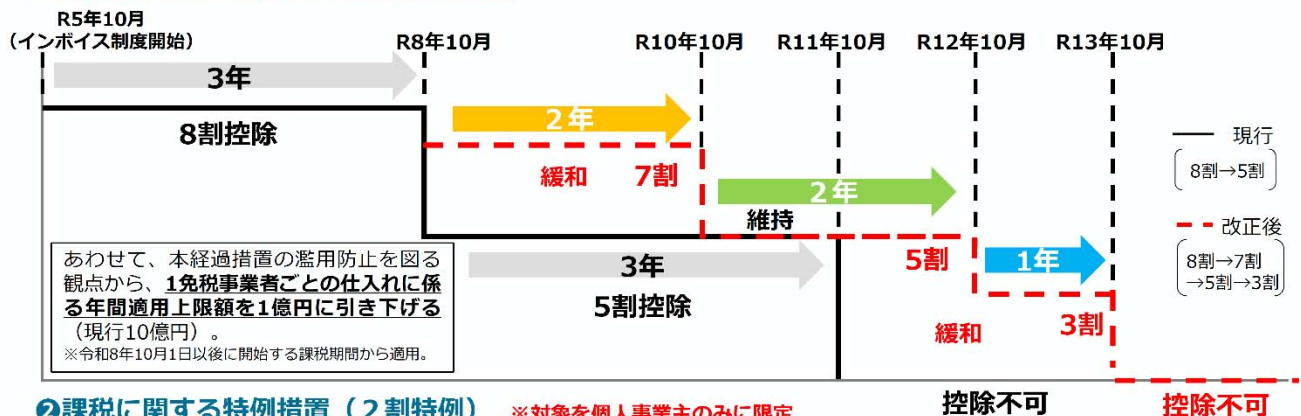 R5年10月
(インボイス制度開始)
R8年10月
R10年10月
R11年10月
R12年10月
R13年10月
3年
8割控除
2年
緩和 7割
2年
維持
現行
8割→5割
改正後
8割→7割
→5割→3割
あわせて、本経過措置の濫用防止を図る
観点から、1免税事業者ごとの仕入れに係
る年間適用上限額を1億円に引き下げる
(現行10億円)。
※令和8年10月1日以後に開始する課税期間から適用。
3年
5割控除
5割
1年
緩和
3割
控除不可
控除不可
❷課税に関する特例措置(2割特例) ※対象を個人事業主のみに限定